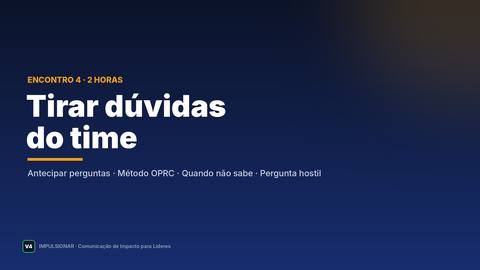 ENCONTRO 4 · 2 HORAS
Tirar dúvidas
do time
Antecipar perguntas · Método OPRC · Quando não sabe · Pergunta hostil
V4 IMPULSIONAR · Comunicação de Impacto para Líderes